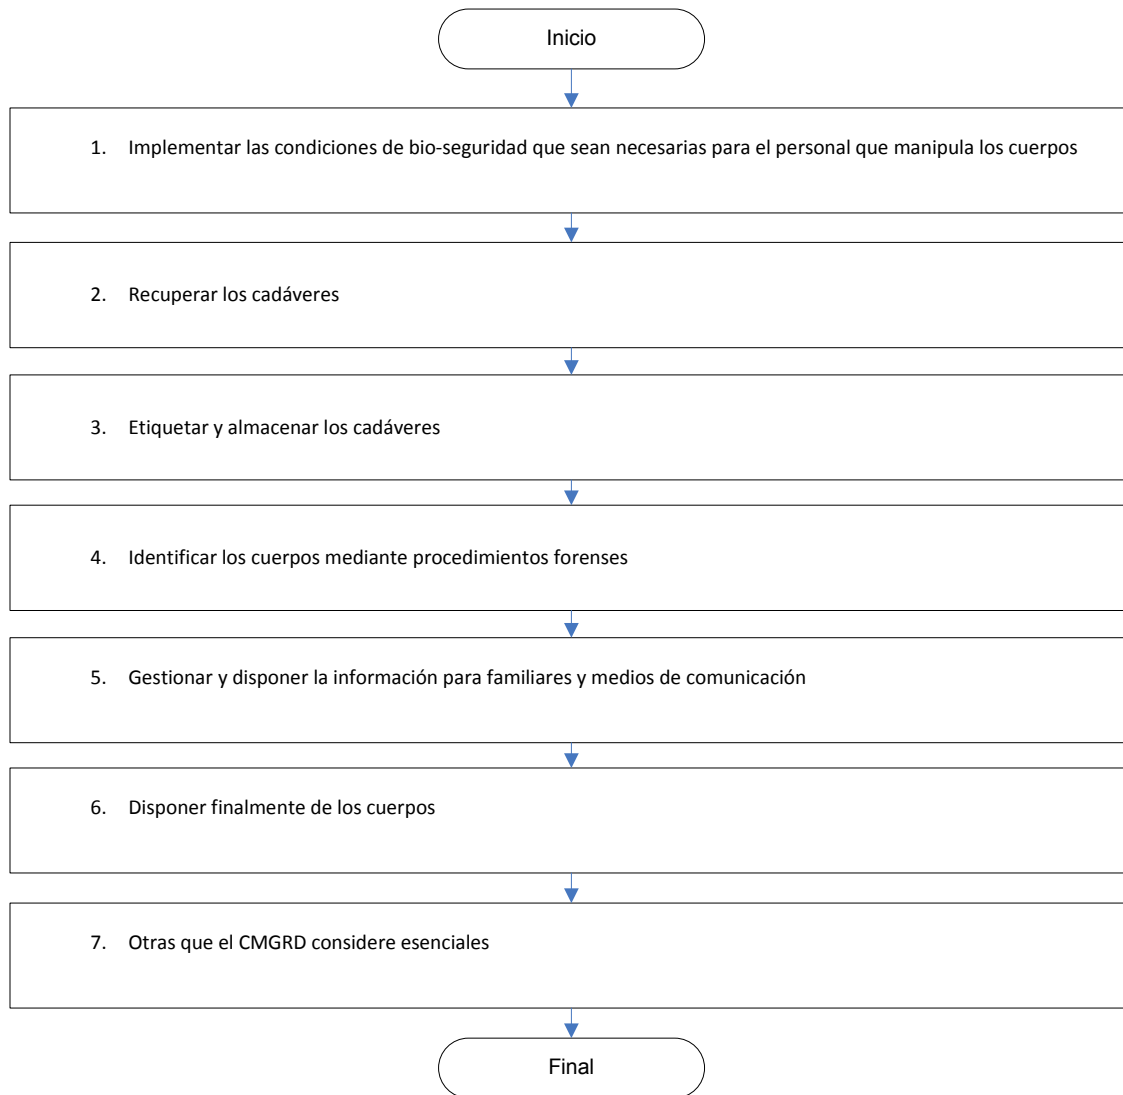 Inicio
1. Implementar las condiciones de bio-seguridad que sean necesarias para el personal que manipula los cuerpos
2. Recuperar los cadáveres
3. Etiquetar y almacenar los cadáveres
4. Identificar los cuerpos mediante procedimientos forenses
5. Gestionar y disponer la información para familiares y medios de comunicación
6. Disponer finalmente de los cuerpos
7. Otras que el CMGRD considere esenciales
Final